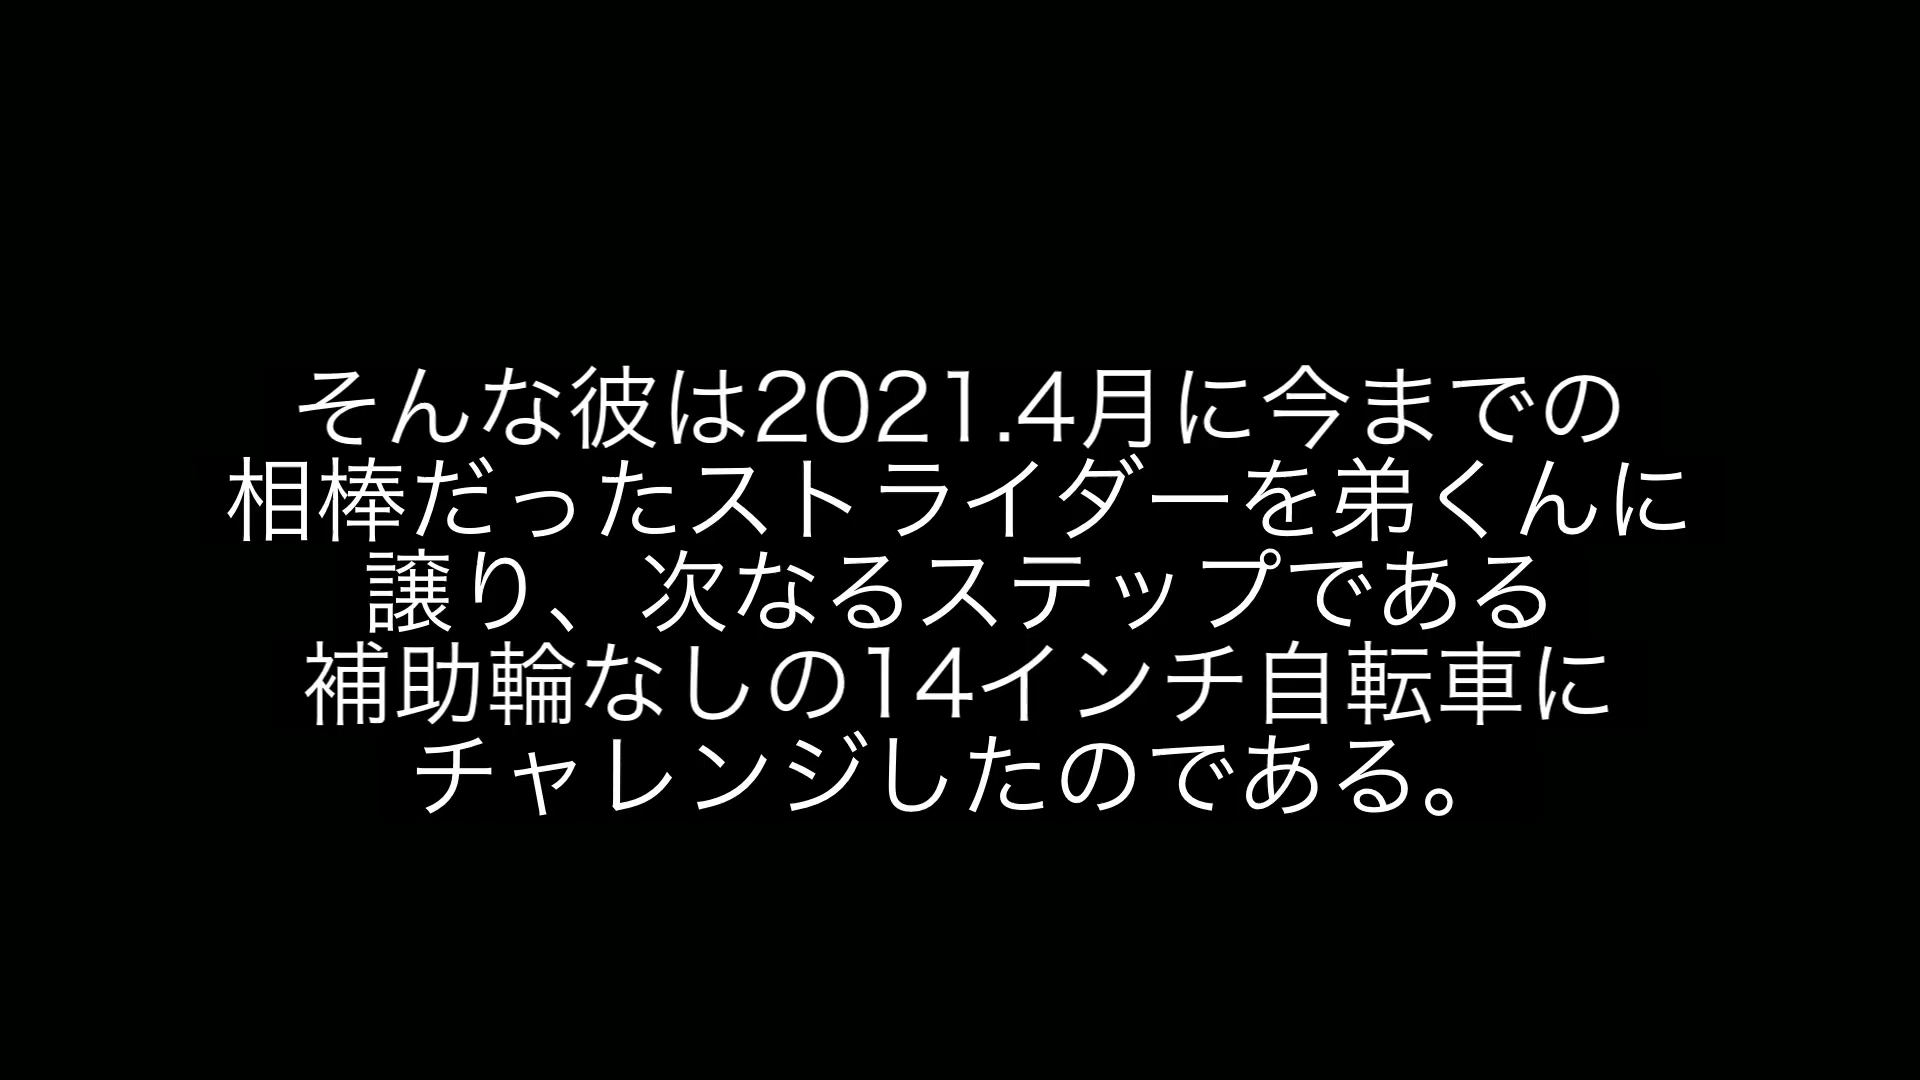 そんな彼は2021.4月に今までの
相棒だったストライダーを弟くんに
譲り、次なるステップである
補助輪なしの14インチ自転車に
チャレンジしたのである。